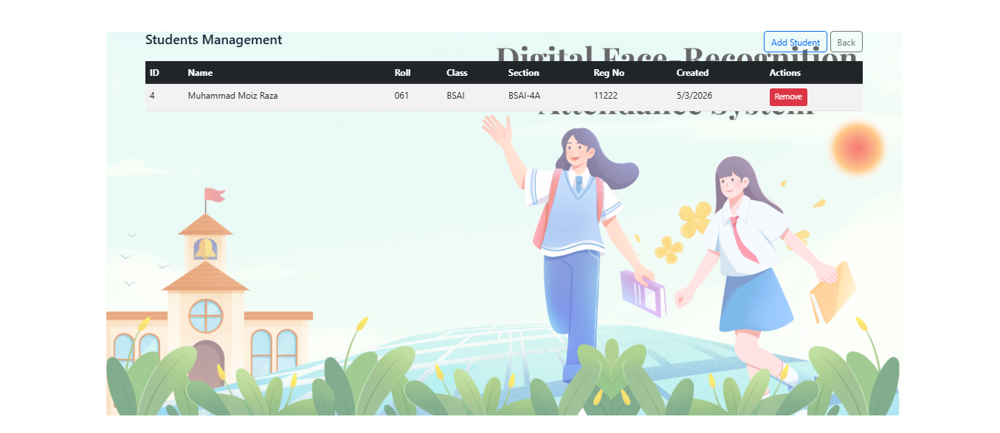 Students Management
Add Student
Back
Digital Face-Recognition
ID Name Roll Class Section Reg No Created Actions
4 Muhammad Moiz Raza 061 BSAI BSAI-4A 11222 5/3/2026 Remove
Attendance System